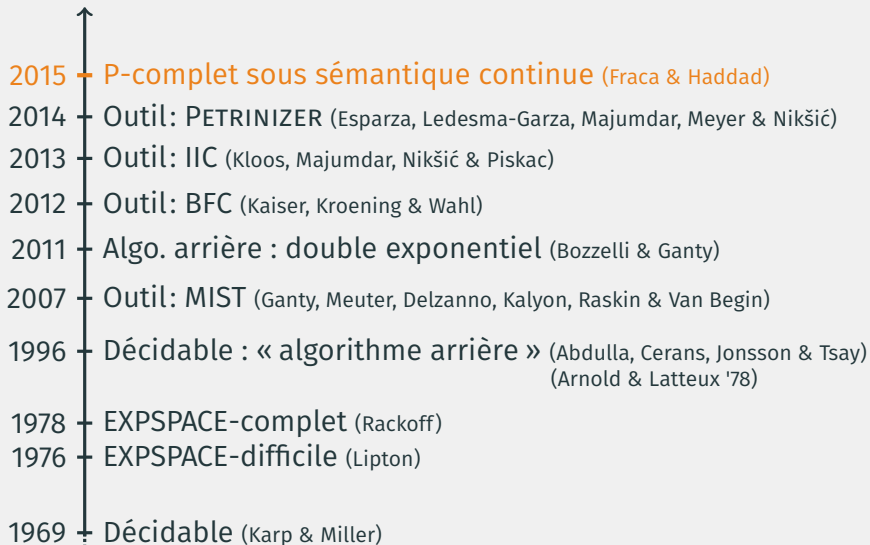 2015 P-complet sous sémantique continue (Fraca & Haddad)
2014 Outil: PETRINIZER (Esparza, Ledesma-Garza, Majumdar, Meyer & Nikšić)
2013 Outil: IIC (Kloos, Majumdar, Nikšić & Piskac)
2012 Outil: BFC (Kaiser, Kroening & Wahl)
2011 Algo. arrière : double exponentiel (Bozzelli & Ganty)
2007 Outil: MIST (Ganty, Meuter, Delzanno, Kalyon, Raskin & Van Begin)
1996 Décidable : « algorithme arrière » (Abdulla, Cerans, Jonsson & Tsay)
(Arnold & Latteux '78)
1978 EXPSPACE-complet (Rackoff)
1976 EXPSPACE-difficile (Lipton)
1969 Décidable (Karp & Miller)